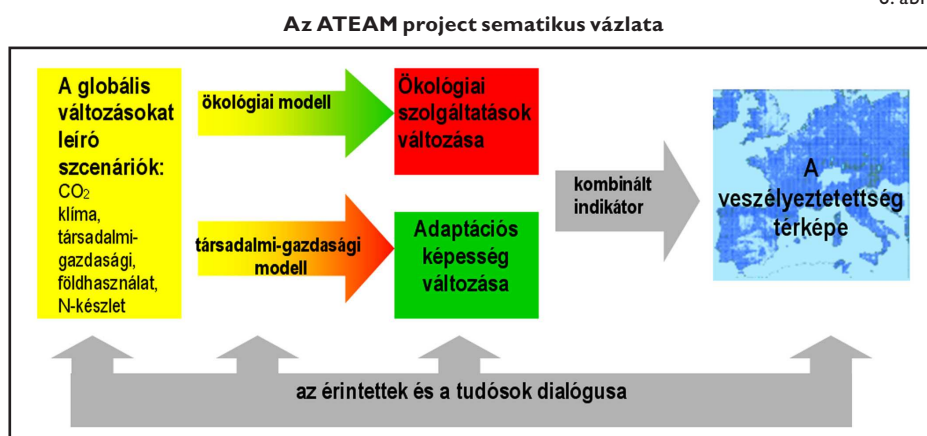 Az ATEAM project sematikus vázlata
A globális
változásokat
leíró
szcenáriók:
CO₂
klíma,
társadalmi-
gazdasági,
földhasználat,
N-készlet
ökológiai modell
társadalmi-gazdasági
modell
Ökológiai
szolgáltatások
változása
Adaptációs
képesség
változása
kombinált
indikátor
A
veszélyeztetettség
térképe
az érintettek és a tudósok dialógusa